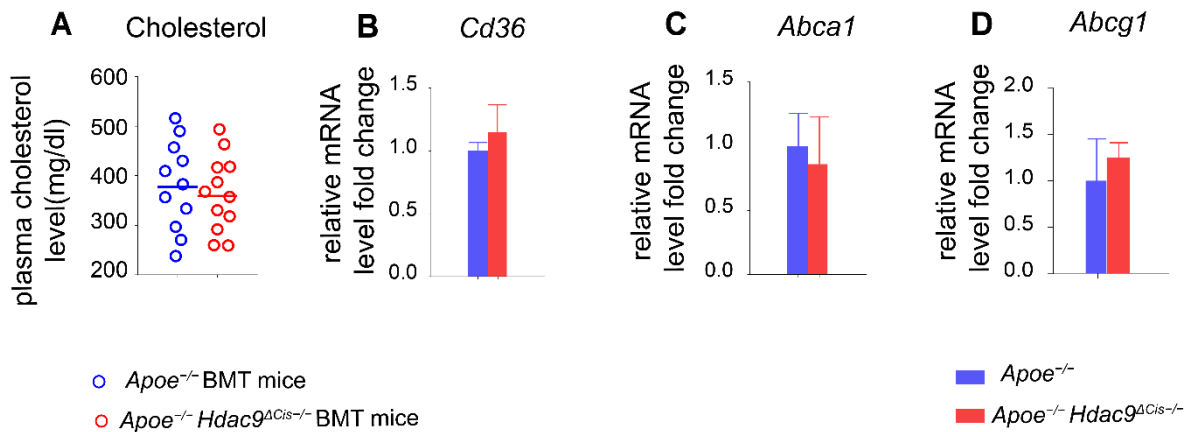 A Cholesterol
plasma cholesterol
level(mg/dl)
600
500
400
300
200
B Cd36
relative mRNA
level fold change
1.5
1.0
0.5
0.0
C Abca1
relative mRNA
level fold change
1.5
1.0
0.5
0.0
D Abcg1
relative mRNA
level fold change
2.0
1.5
1.0
0.5
0.0
Apoe⁻/⁻ BMT mice
Apoe⁻/⁻ Hdac9ΔCis−/− BMT mice
Apoe⁻/⁻
Apoe⁻/⁻ Hdac9ΔCis−/−